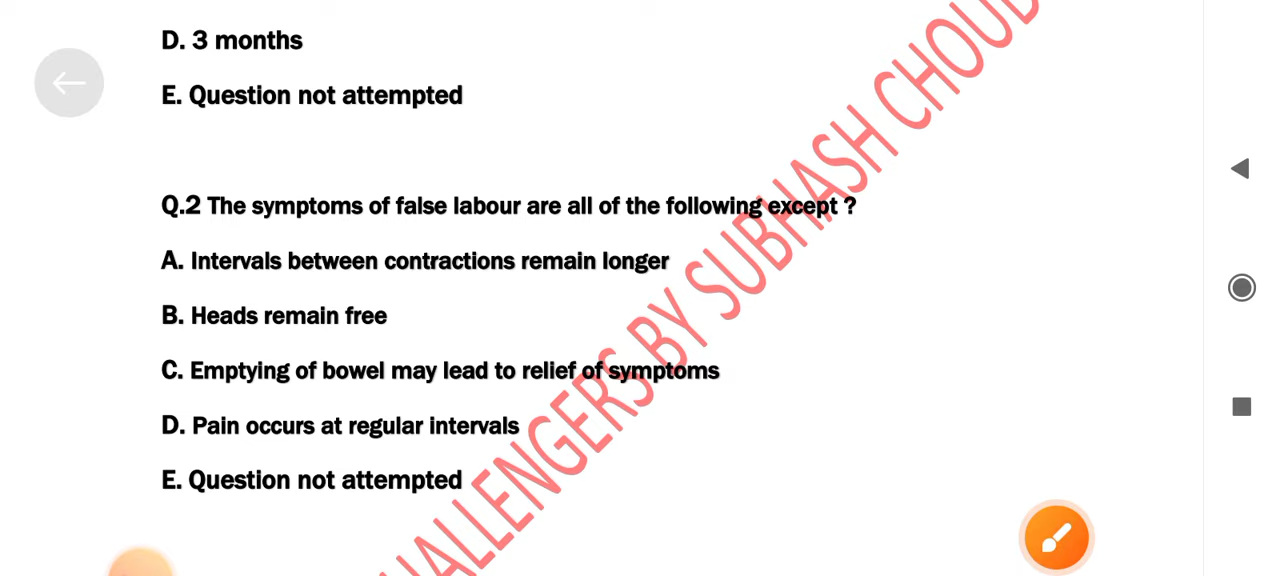 D. 3 months
E. Question not attempted
Q.2 The symptoms of false labour are all of the following except ?
A. Intervals between contractions remain longer
B. Heads remain free
C. Emptying of bowel may lead to relief of symptoms
D. Pain occurs at regular intervals
E. Question not attempted
HALLENGERS BY SUBHASH CHOUD